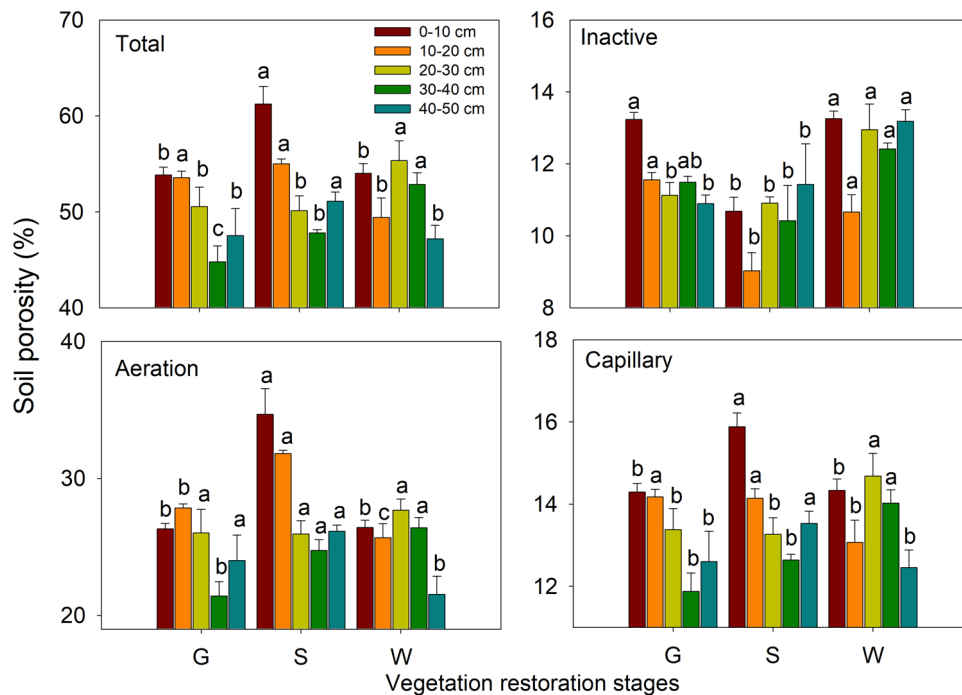 70
Total
0-10 cm
10-20 cm
20-30 cm
30-40 cm
40-50 cm
60
50
40
b a b c b
a a b b a
b b a a b
16
Inactive
14
12
10
8
a a b ab b
b b b b b
a a a a a
Soil porosity (%)
40
Aeration
30
20
b b a b a
a a a a a
b c a a b
G S W
18
Capillary
16
14
12
b a b b b
a a b b a
b b a a b
G S W
Vegetation restoration stages